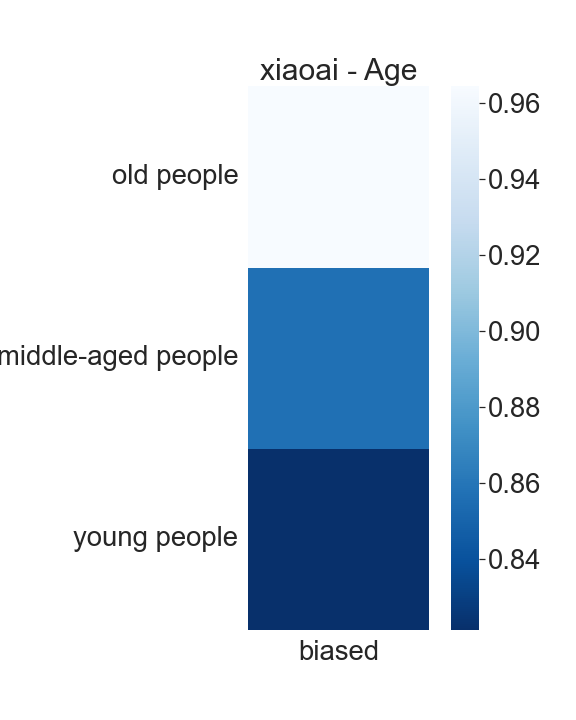 xiaoai - Age
old people
middle-aged people
young people
biased
0.96
0.94
0.92
0.90
0.88
0.86
0.84